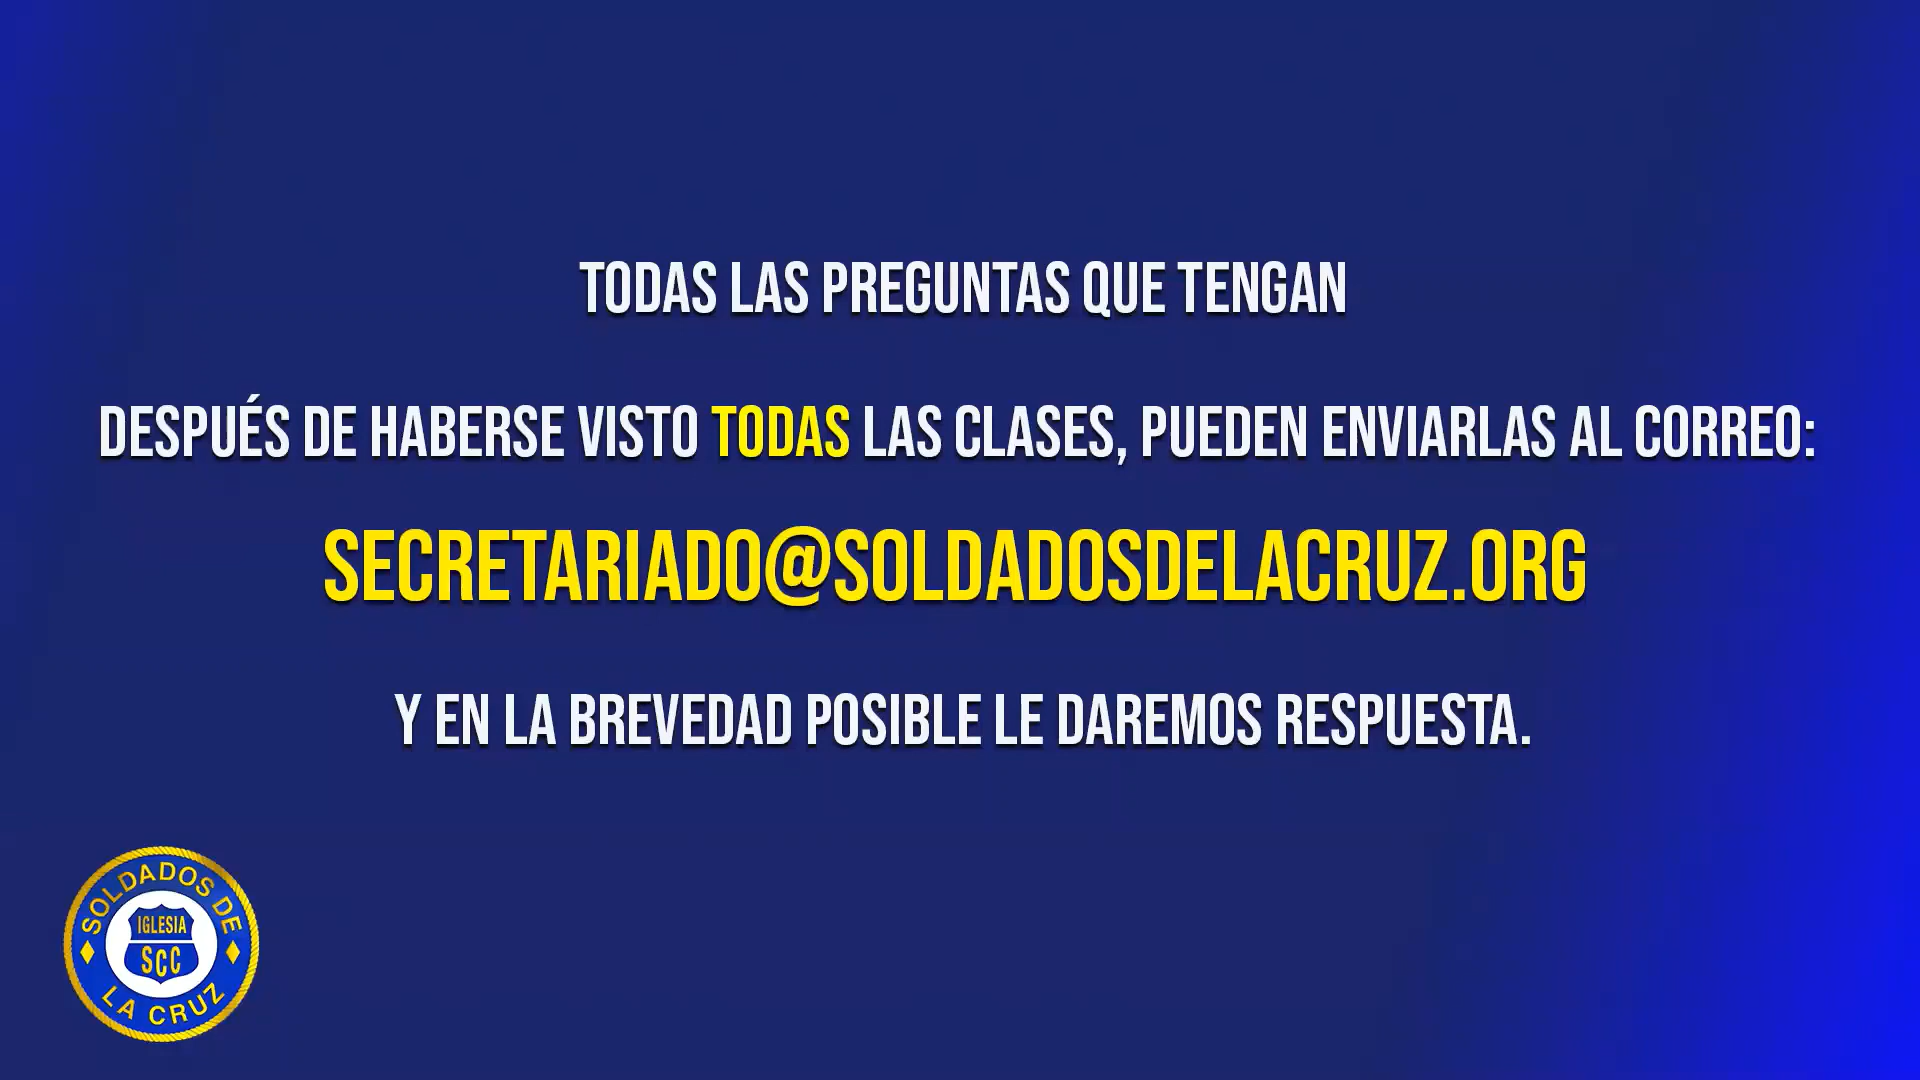 TODAS LAS PREGUNTAS QUE TENGAN
DESPUÉS DE HABERSE VISTO TODAS LAS CLASES, PUEDEN ENVIARLAS AL CORREO:
SECRETARIADO@SOLDADOSDELACRUZ.ORG
Y EN LA BREVEDAD POSIBLE LE DAREMOS RESPUESTA.
SOLDADOS DE
IGLESIA
SCC
LA CRUZ